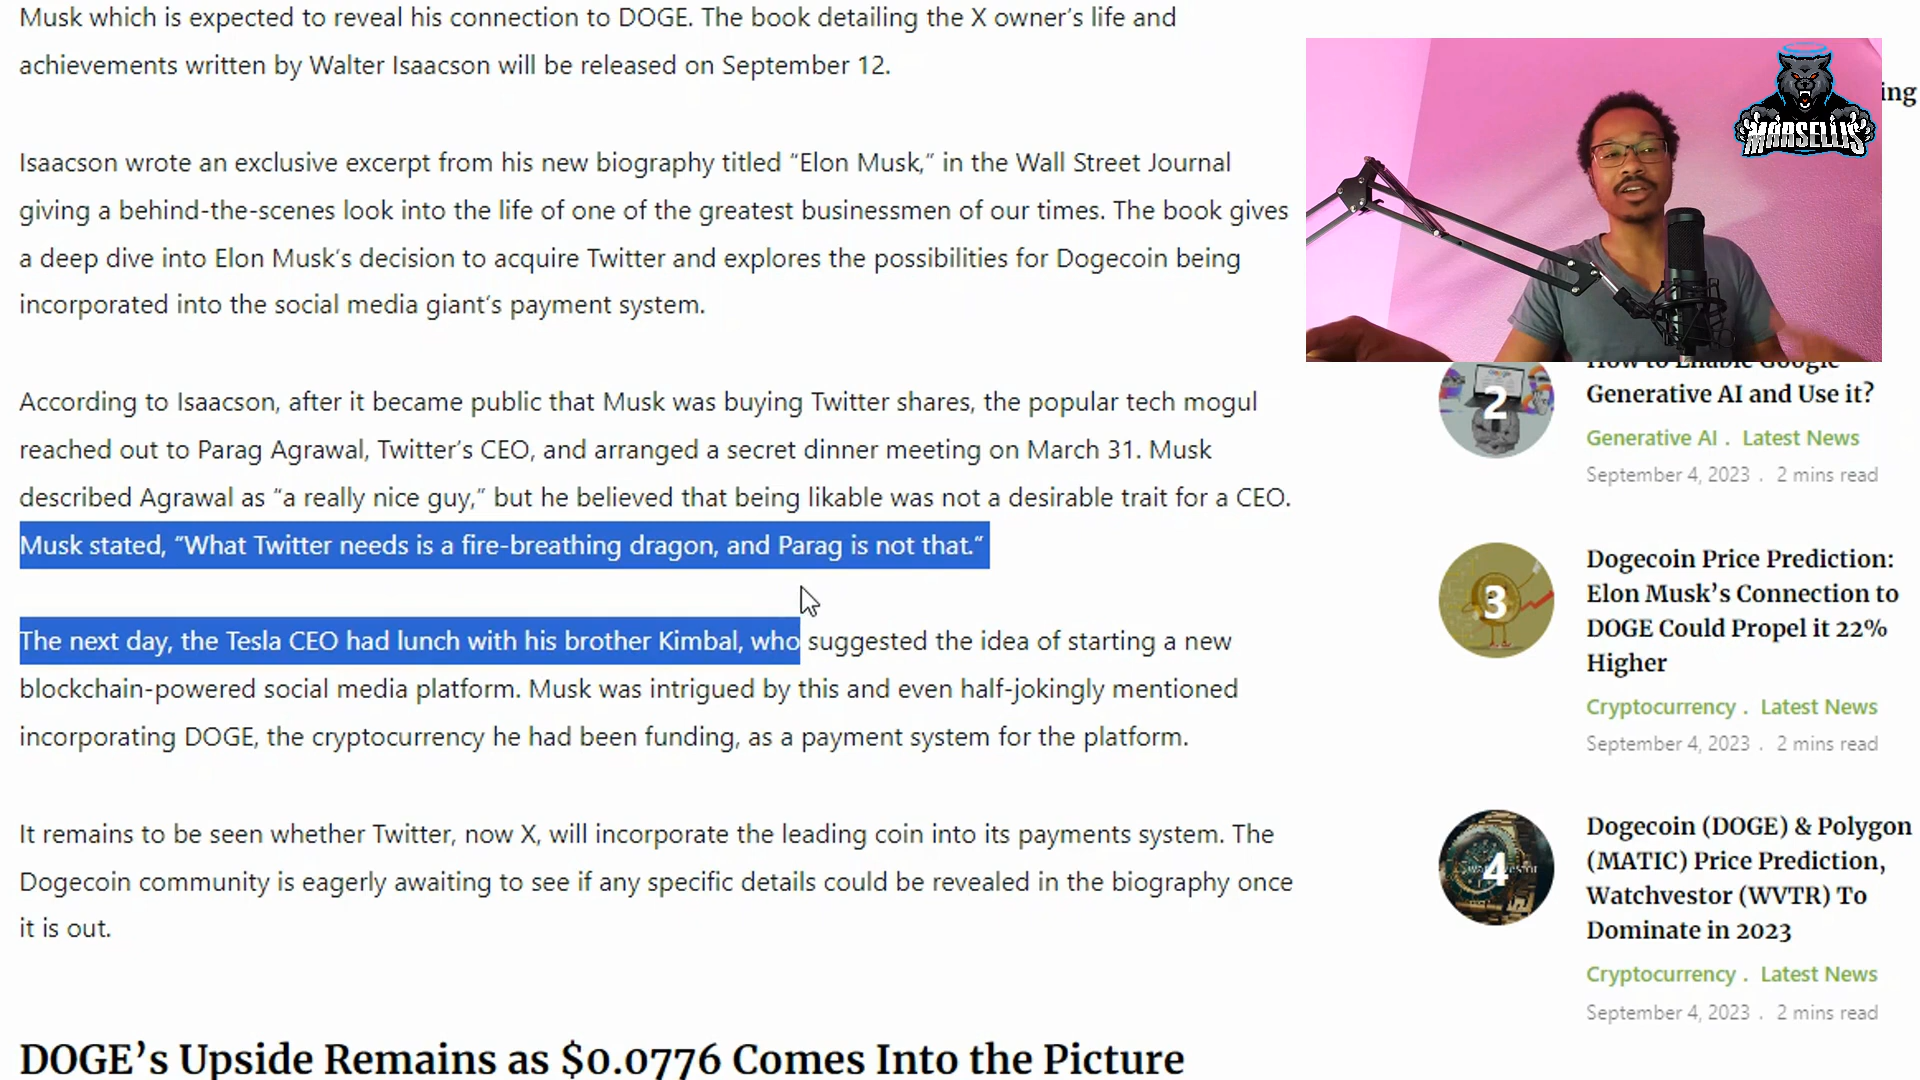 Musk which is expected to reveal his connection to DOGE. The book detailing the X owner’s life and
achievements written by Walter Isaacson will be released on September 12.
Isaacson wrote an exclusive excerpt from his new biography titled “Elon Musk,” in the Wall Street Journal
giving a behind-the-scenes look into the life of one of the greatest businessmen of our times. The book gives
a deep dive into Elon Musk’s decision to acquire Twitter and explores the possibilities for Dogecoin being
incorporated into the social media giant’s payment system.
According to Isaacson, after it became public that Musk was buying Twitter shares, the popular tech mogul
reached out to Parag Agrawal, Twitter’s CEO, and arranged a secret dinner meeting on March 31. Musk
described Agrawal as “a really nice guy,” but he believed that being likable was not a desirable trait for a CEO.
Musk stated, “What Twitter needs is a fire-breathing dragon, and Parag is not that.”
The next day, the Tesla CEO had lunch with his brother Kimbal, who suggested the idea of starting a new
blockchain-powered social media platform. Musk was intrigued by this and even half-jokingly mentioned
incorporating DOGE, the cryptocurrency he had been funding, as a payment system for the platform.
It remains to be seen whether Twitter, now X, will incorporate the leading coin into its payments system. The
Dogecoin community is eagerly awaiting to see if any specific details could be revealed in the biography once
it is out.
DOGE’s Upside Remains as $0.0776 Comes Into the Picture
MARSELLIS
ing
2
How to Enable Google
Generative AI and Use it?
Generative AI . Latest News
September 4, 2023 . 2 mins read
3
Dogecoin Price Prediction:
Elon Musk’s Connection to
DOGE Could Propel it 22%
Higher
Cryptocurrency . Latest News
September 4, 2023 . 2 mins read
4
Dogecoin (DOGE) & Polygon
(MATIC) Price Prediction,
Watchvestor (WVTR) To
Dominate in 2023
Cryptocurrency . Latest News
September 4, 2023 . 2 mins read